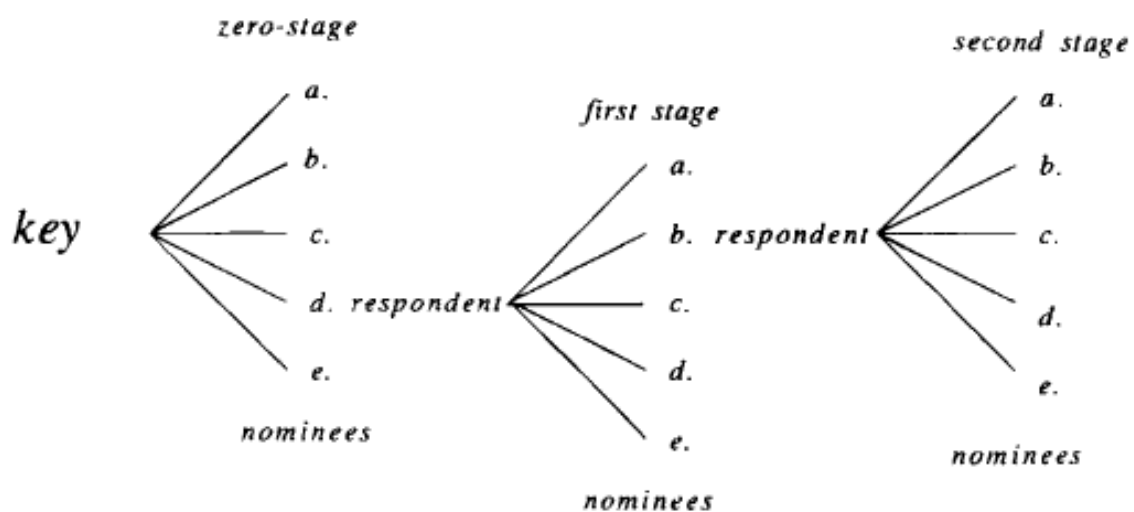 zero-stage
a.
b.
key
c.
d. respondent
e.
nominees
first stage
a.
b. respondent
c.
d.
e.
nominees
second stage
a.
b.
c.
d.
e.
nominees